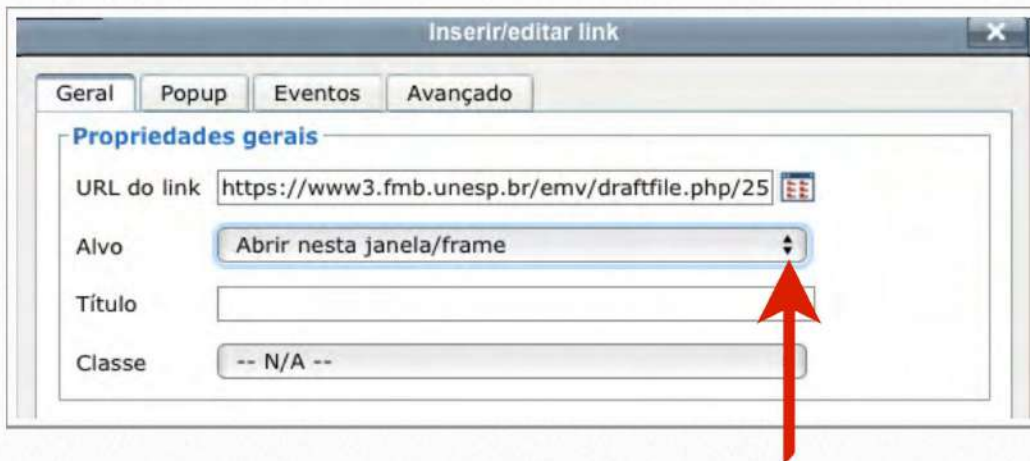 Inserir/editar link
Geral Popup Eventos Avançado
Propriedades gerais
URL do link https://www3.fmb.unesp.br/emv/draftfile.php/25
Alvo Abrir nesta janela/frame
Título
Classe -- N/A --